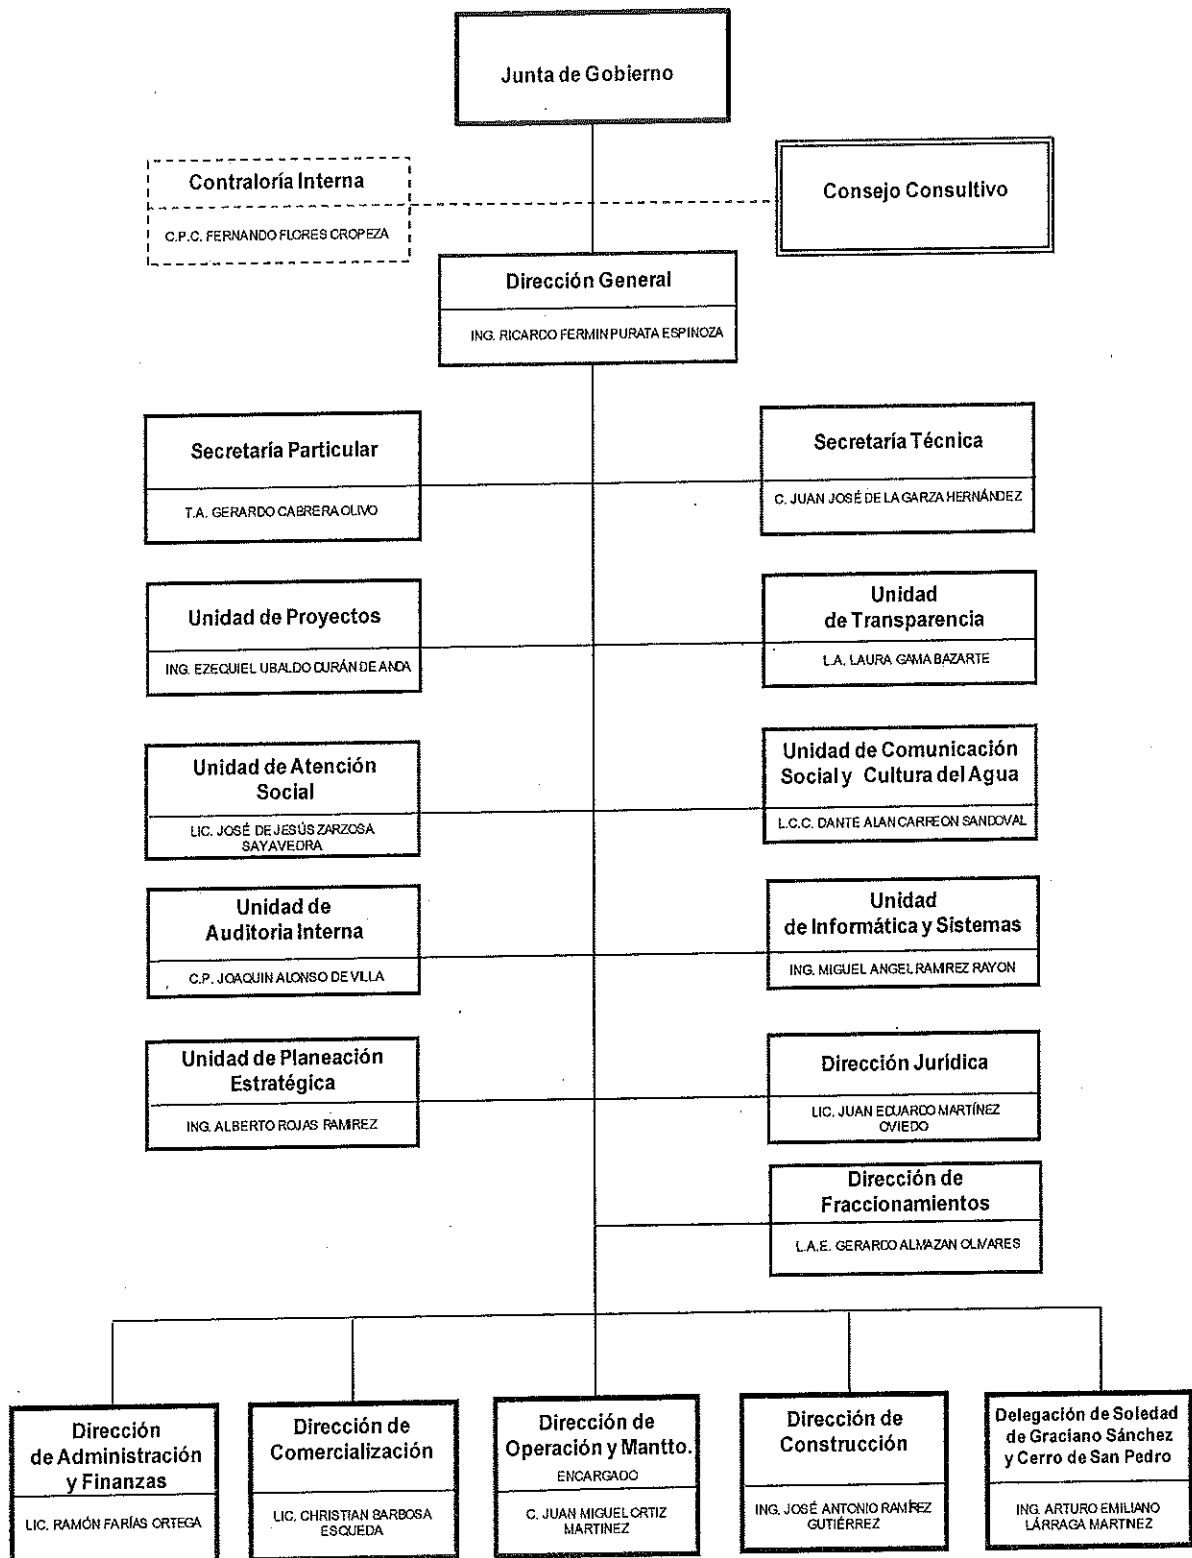 Junta de Gobierno
Contraloría Interna
C.P.C. FERNANDO FLORES OROPEZA
Consejo Consultivo
Dirección General
ING. RICARDO FERMIN PURATA ESPINOZA
Secretaría Particular
T.A. GERARDO CABRERA OLIVO
Secretaría Técnica
C. JUAN JOSÉ DE LA GARZA HERNÁNDEZ
Unidad de Proyectos
ING. EZEQUIEL UBALDO DURÁN DE ANDA
Unidad
de Transparencia
L.A. LAURA GAMA BAZARTE
Unidad de Atención
Social
LIC. JOSÉ DE JESÚS ZARZOSA
SAYAVEDRA
Unidad de Comunicación
Social y Cultura del Agua
L.C.C. DANTE ALAN CARREON SANDOVAL
Unidad de
Auditoria Interna
C.P. JOAQUIN ALONSO DE VILLA
Unidad
de Informática y Sistemas
ING. MIGUEL ANGEL RAMIREZ RAYON
Unidad de Planeación
Estratégica
ING. ALBERTO ROJAS RAMIREZ
Dirección Jurídica
LIC. JUAN EDUARDO MARTÍNEZ
OVIEDO
Dirección de
Fraccionamientos
L.A.E. GERARDO ALMAZAN OLIVARES
Dirección
de Administración
y Finanzas
LIC. RAMÓN FARÍAS ORTEGA
Dirección de
Comercialización
LIC. CHRISTIAN BARBOSA
ESQUEDA
Dirección de
Operación y Mantto.
ENCARGADO
C. JUAN MIGUEL ORTIZ
MARTINEZ
Dirección de
Construcción
ING. JOSÉ ANTONIO RAMÍREZ
GUTIÉRREZ
Delegación de Soledad
de Graciano Sánchez
y Cerro de San Pedro
ING. ARTURO EMILIANO
LÁRRAGA MARTINEZ